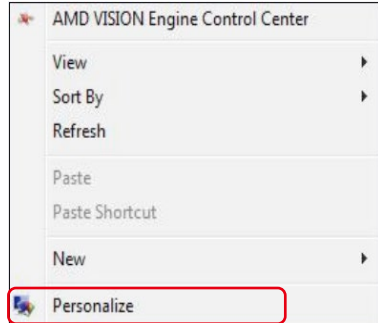 AMD VISION Engine Control Center
View
Sort By
Refresh
Paste
Paste Shortcut
New
Personalize